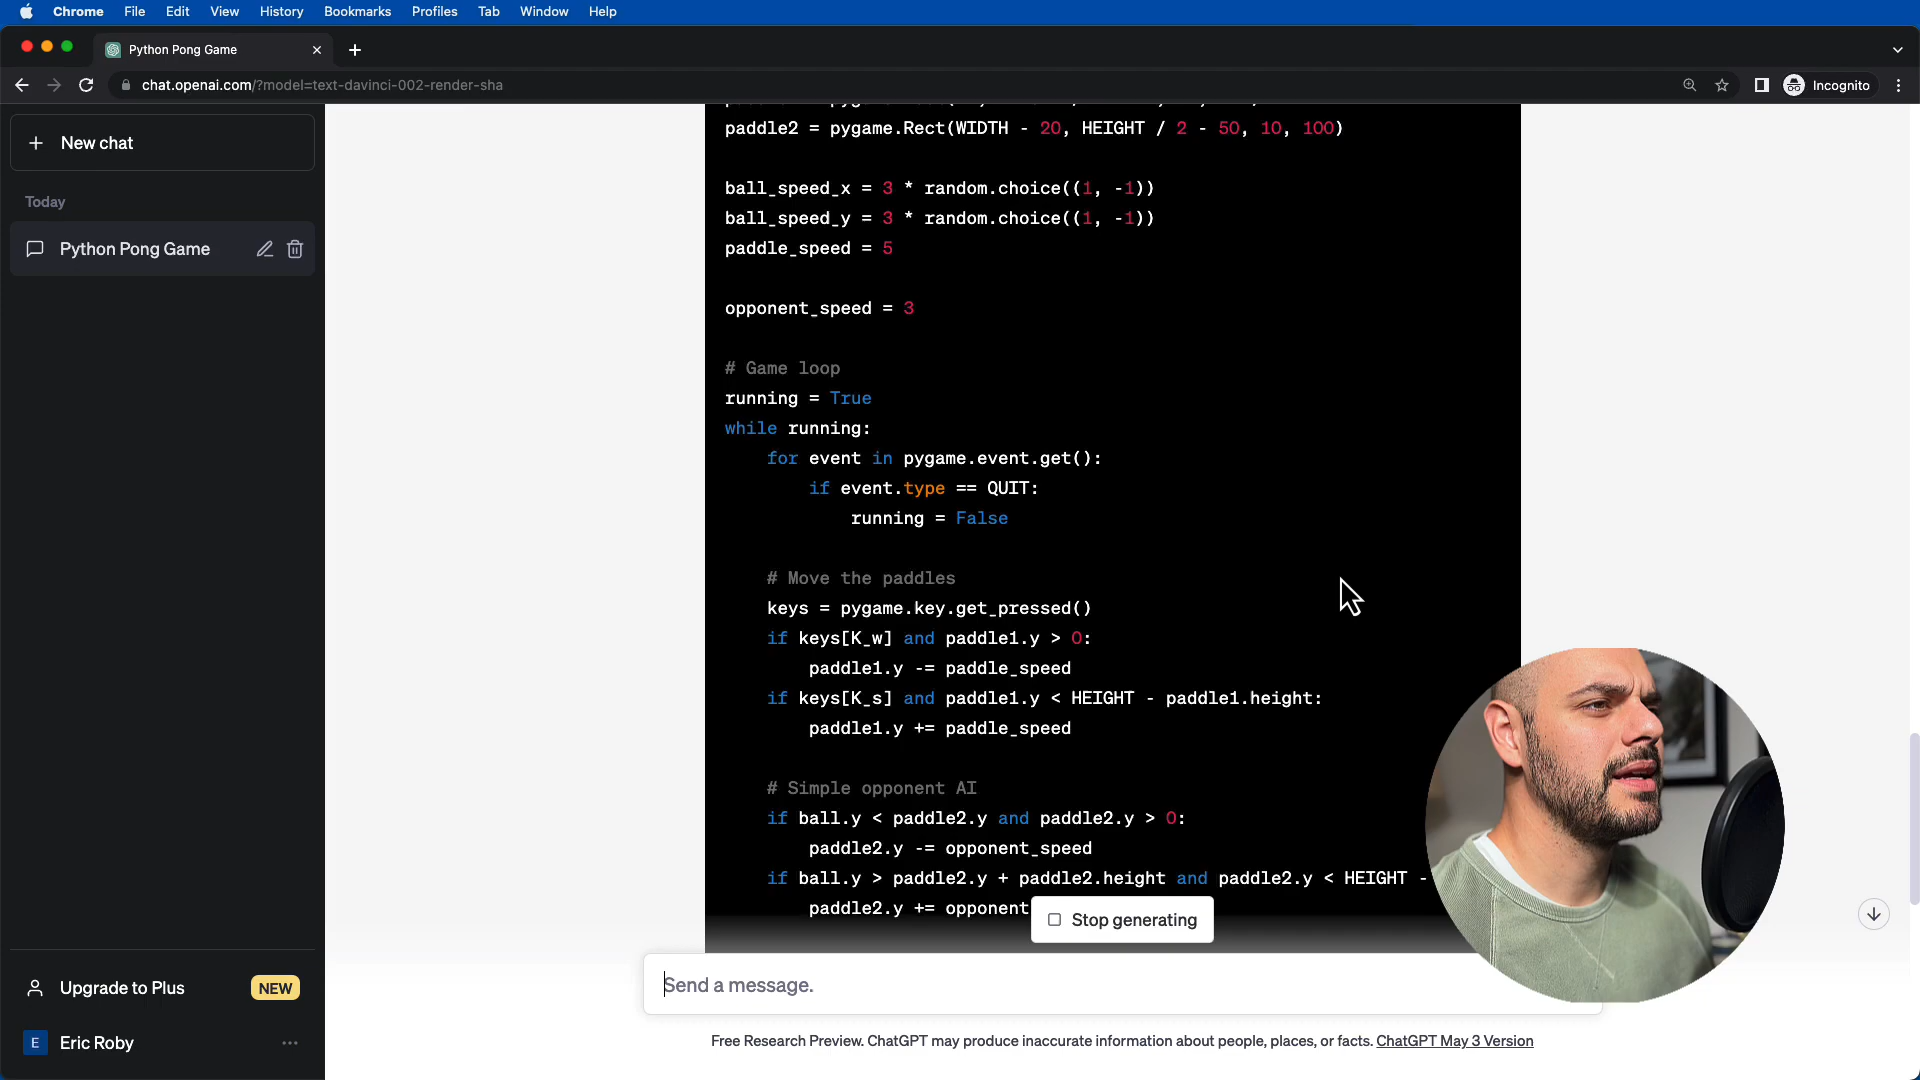 Chrome File Edit View History Bookmarks Profiles Tab Window Help
Python Pong Game
chat.openai.com/?model=text-davinci-002-render-sha
Incognito
New chat
Today
Python Pong Game
paddle2 = pygame.Rect(WIDTH - 20, HEIGHT / 2 - 50, 10, 100)
ball_speed_x = 3 * random.choice((1, -1))
ball_speed_y = 3 * random.choice((1, -1))
paddle_speed = 5
opponent_speed = 3
# Game loop
running = True
while running:
for event in pygame.event.get():
if event.type == QUIT:
running = False
# Move the paddles
keys = pygame.key.get_pressed()
if keys[K_w] and paddle1.y > 0:
paddle1.y -= paddle_speed
if keys[K_s] and paddle1.y < HEIGHT - paddle1.height:
paddle1.y += paddle_speed
# Simple opponent AI
if ball.y < paddle2.y and paddle2.y > 0:
paddle2.y -= opponent_speed
if ball.y > paddle2.y + paddle2.height and paddle2.y < HEIGHT -
paddle2.y += opponent
Stop generating
Send a message.
Free Research Preview. ChatGPT may produce inaccurate information about people, places, or facts. ChatGPT May 3 Version
Upgrade to Plus NEW
E Eric Roby